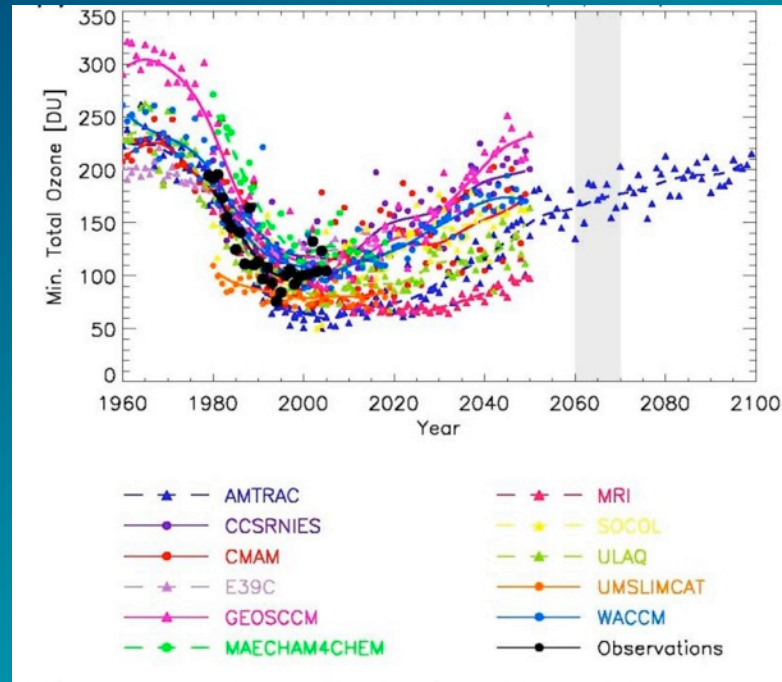 350
300
250
200
150
100
50
0
Min. Total Ozone [DU]
1960 1980 2000 2020 2040 2060 2080 2100
Year
AMTRAC
CCSRNIES
CMAM
E39C
GEOSCCM
MAECHAM4CHEM
MRI
SOCOL
ULAQ
UMSLIMCAT
WACCM
Observations